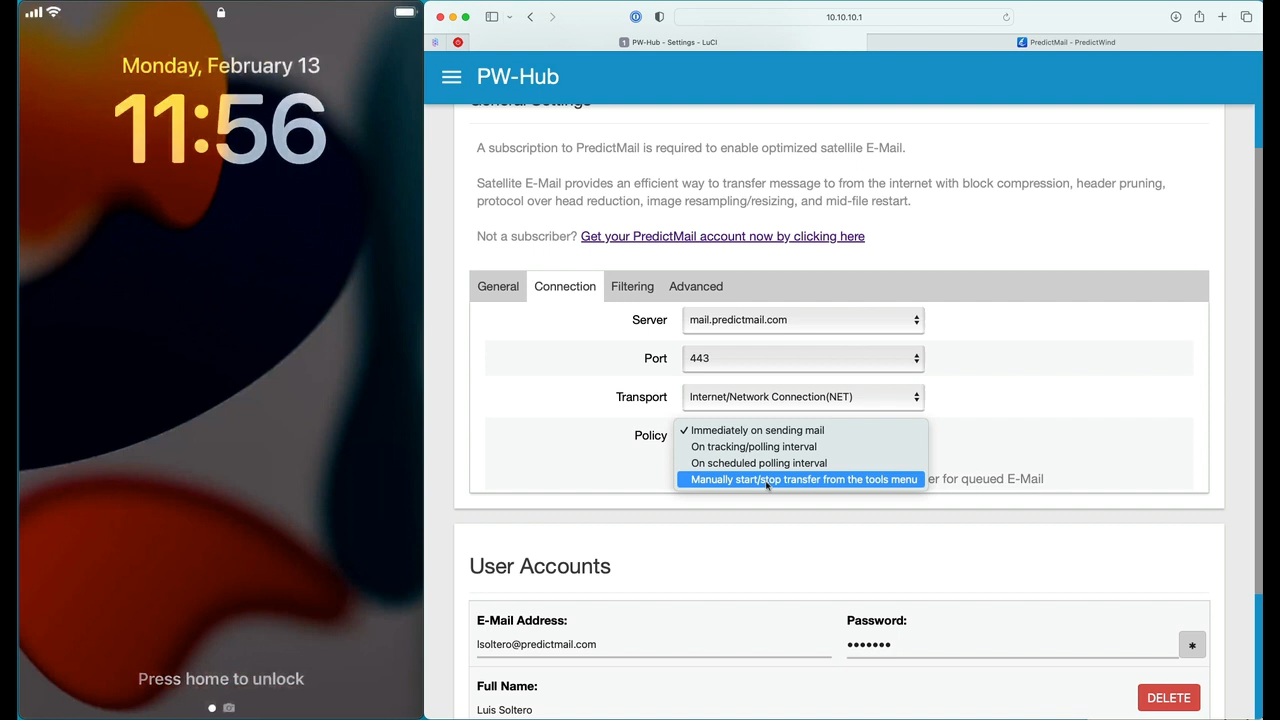 Monday, February 13
11:56
Press home to unlock
10.10.10.1
1 PW-Hub - Settings - LuCI
PredictMail - PredictWind
PW-Hub
General Settings
A subscription to PredictMail is required to enable optimized satellile E-Mail.
Satellite E-Mail provides an efficient way to transfer message to from the internet with block compression, header pruning,
protocol over head reduction, image resampling/resizing, and mid-file restart.
Not a subscriber? Get your PredictMail account now by clicking here
General Connection Filtering Advanced
Server mail.predictmail.com
Port 443
Transport Internet/Network Connection(NET)
Policy
✓ Immediately on sending mail
On tracking/polling interval
On scheduled polling interval
Manually start/stop transfer from the tools menu
er for queued E-Mail
User Accounts
E-Mail Address: Password:
lsoltero@predictmail.com ••••••• *
Full Name:
Luis Soltero
DELETE